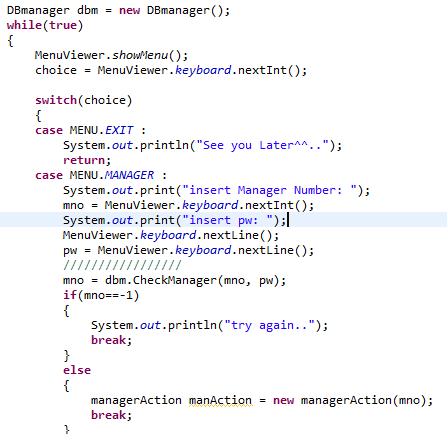 DBmanager dbm = new DBmanager();
while(true)
{
MenuViewer.showMenu();
choice = MenuViewer.keyboard.nextInt();
switch(choice)
{
case MENU.EXIT :
System.out.println("See you Later^^..");
return;
case MENU.MANAGER :
System.out.print("insert Manager Number: ");
mno = MenuViewer.keyboard.nextInt();
System.out.print("insert pw: ");
MenuViewer.keyboard.nextLine();
pw = MenuViewer.keyboard.nextLine();
/////////////////
mno = dbm.CheckManager(mno, pw);
if(mno==-1)
{
System.out.println("try again..");
break;
}
else
{
managerAction manAction = new managerAction(mno);
break;
}